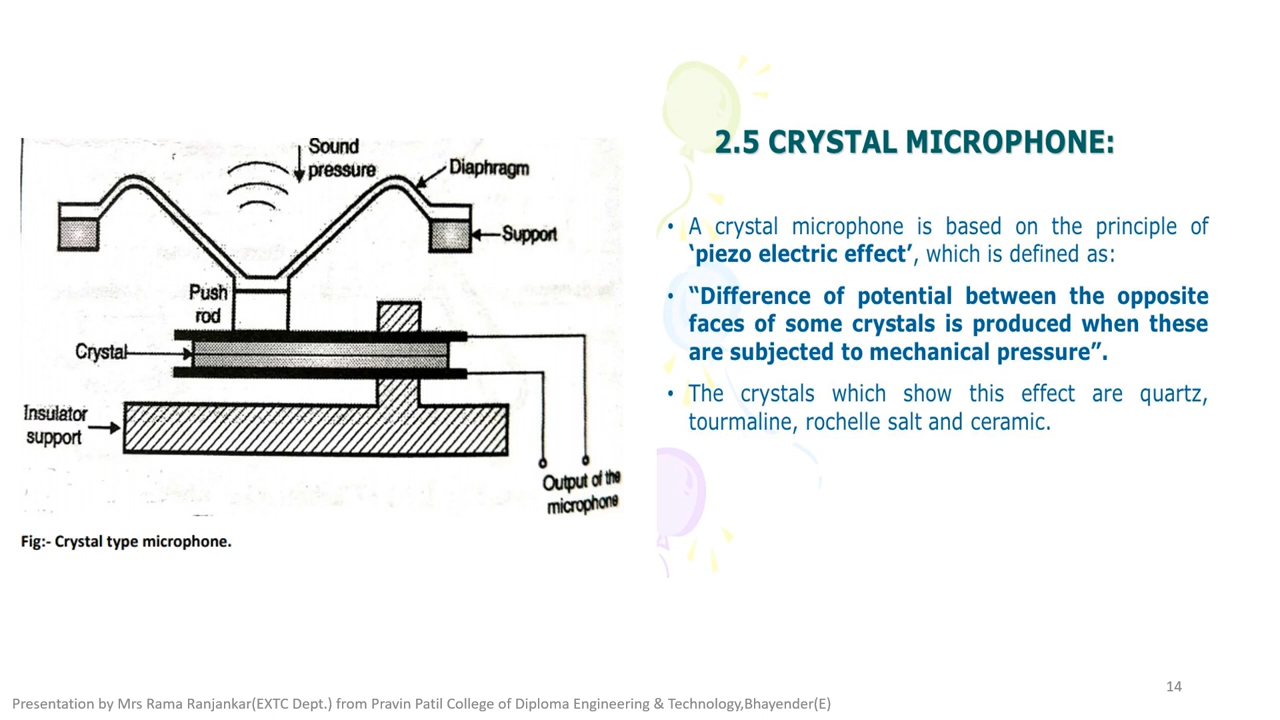 Sound
pressure
Diaphragm
Support
Push
rod
Crystal
Insulator
support
Output of the
microphone
Fig:- Crystal type microphone.
2.5 CRYSTAL MICROPHONE:
• A crystal microphone is based on the principle of
‘piezo electric effect’, which is defined as:
• “Difference of potential between the opposite
faces of some crystals is produced when these
are subjected to mechanical pressure”.
• The crystals which show this effect are quartz,
tourmaline, rochelle salt and ceramic.
14
Presentation by Mrs Rama Ranjankar(EXTC Dept.) from Pravin Patil College of Diploma Engineering & Technology,Bhayender(E)